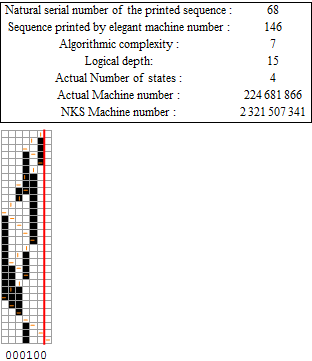 Natural serial number of the printed sequence : 68
Sequence printed by elegant machine number : 146
Algorithmic complexity : 7
Logical depth: 15
Actual Number of states : 4
Actual Machine number : 224 681 866
NKS Machine number : 2 321 507 341
000100